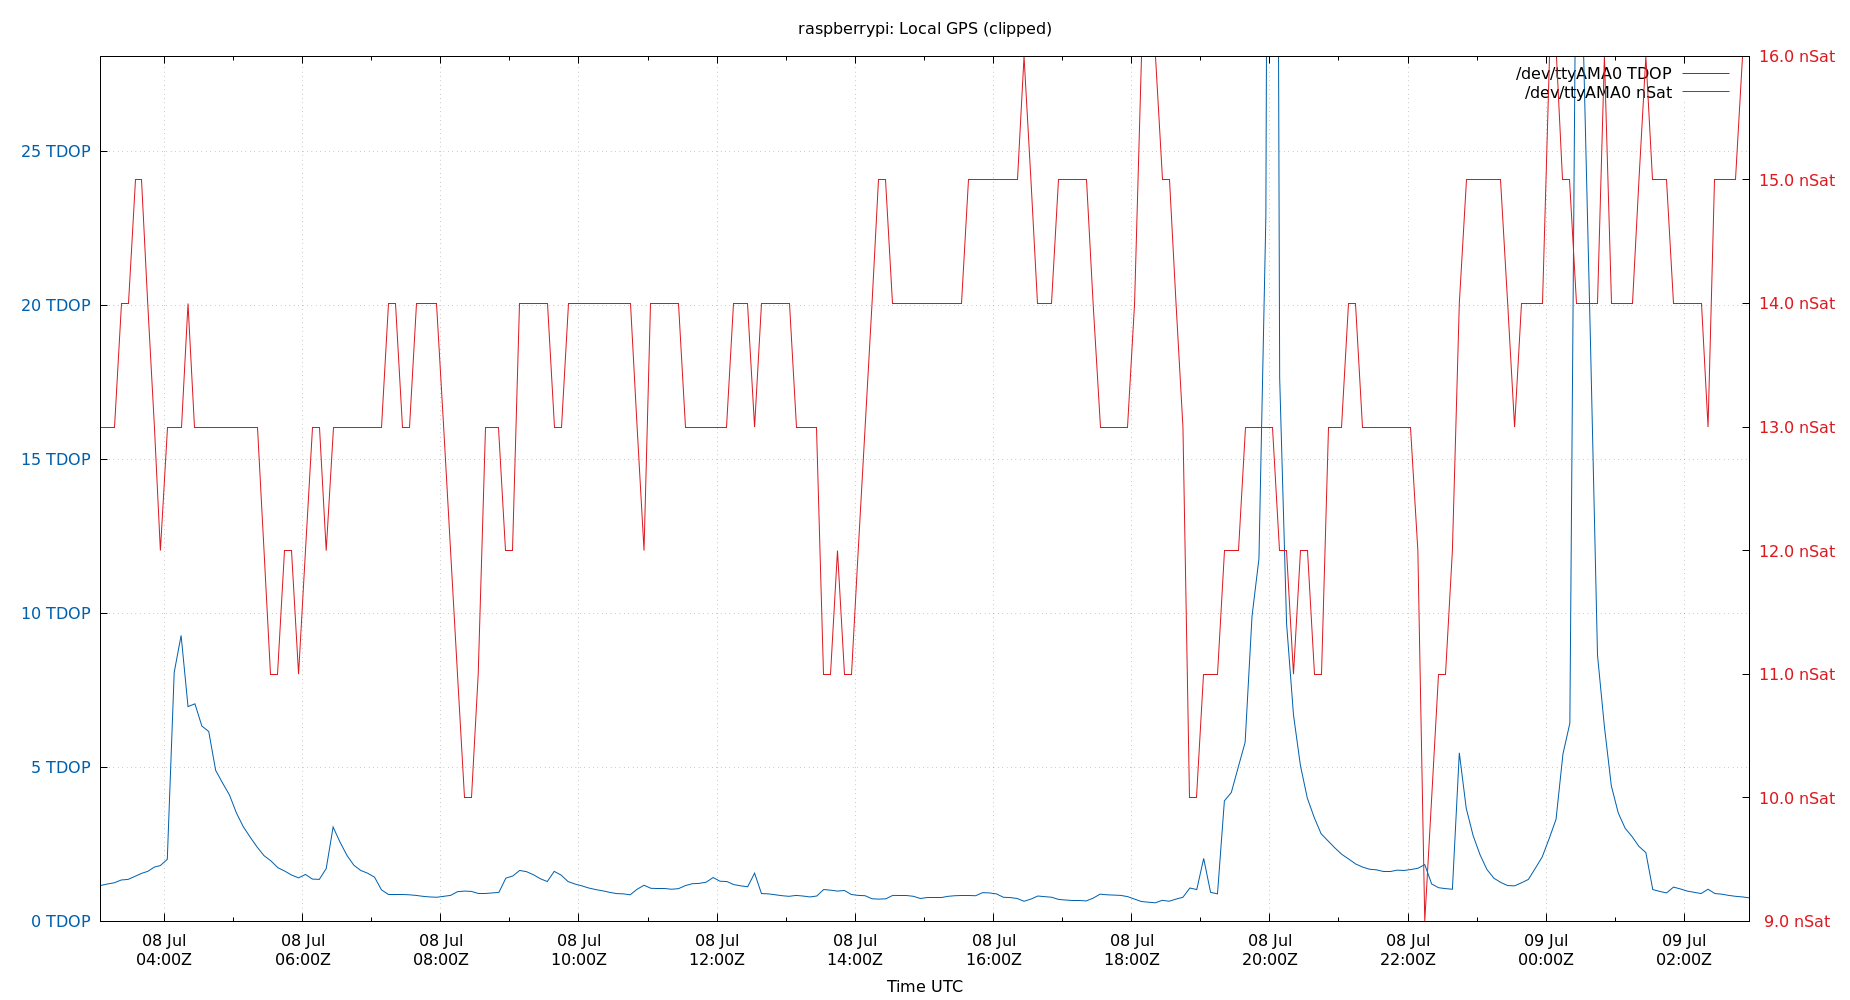 raspberrypi: Local GPS (clipped)
/dev/ttyAMA0 TDOP
/dev/ttyAMA0 nSat
25 TDOP
20 TDOP
15 TDOP
10 TDOP
5 TDOP
0 TDOP
16.0 nSat
15.0 nSat
14.0 nSat
13.0 nSat
12.0 nSat
11.0 nSat
10.0 nSat
9.0 nSat
08 Jul
04:00Z
08 Jul
06:00Z
08 Jul
08:00Z
08 Jul
10:00Z
08 Jul
12:00Z
08 Jul
14:00Z
08 Jul
16:00Z
08 Jul
18:00Z
08 Jul
20:00Z
08 Jul
22:00Z
09 Jul
00:00Z
09 Jul
02:00Z
Time UTC